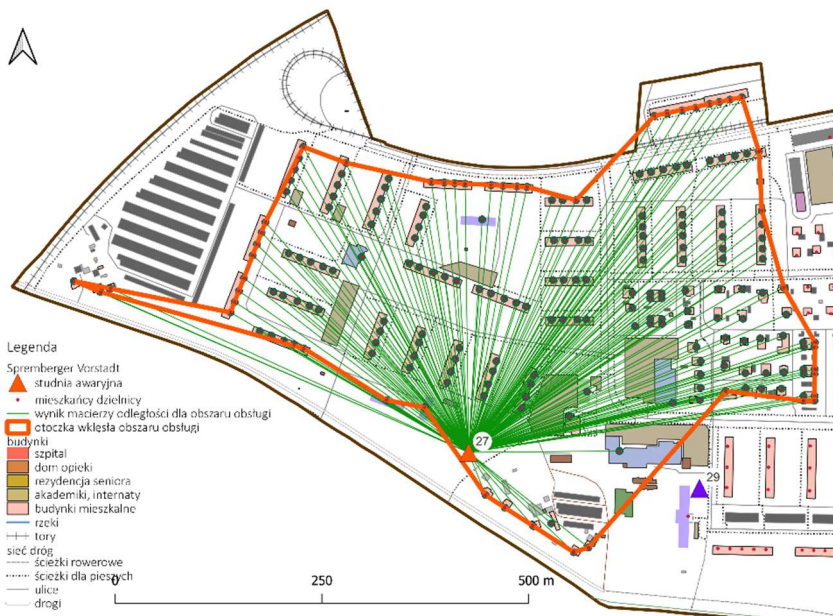 27
29
Legenda
Spremberger Vorstadt
studnia awaryjna
mieszkańcy dzielnicy
wynik macierzy odległości dla obszaru obsługi
otoczka wklęsła obszaru obsługi
budynki
szpital
dom opieki
rezydencja seniora
akademiki, internaty
budynki mieszkalne
rzeki
tory
sieć dróg
ścieżki rowerowe
ścieżki dla pieszych
ulice
drogi
0 250 500 m